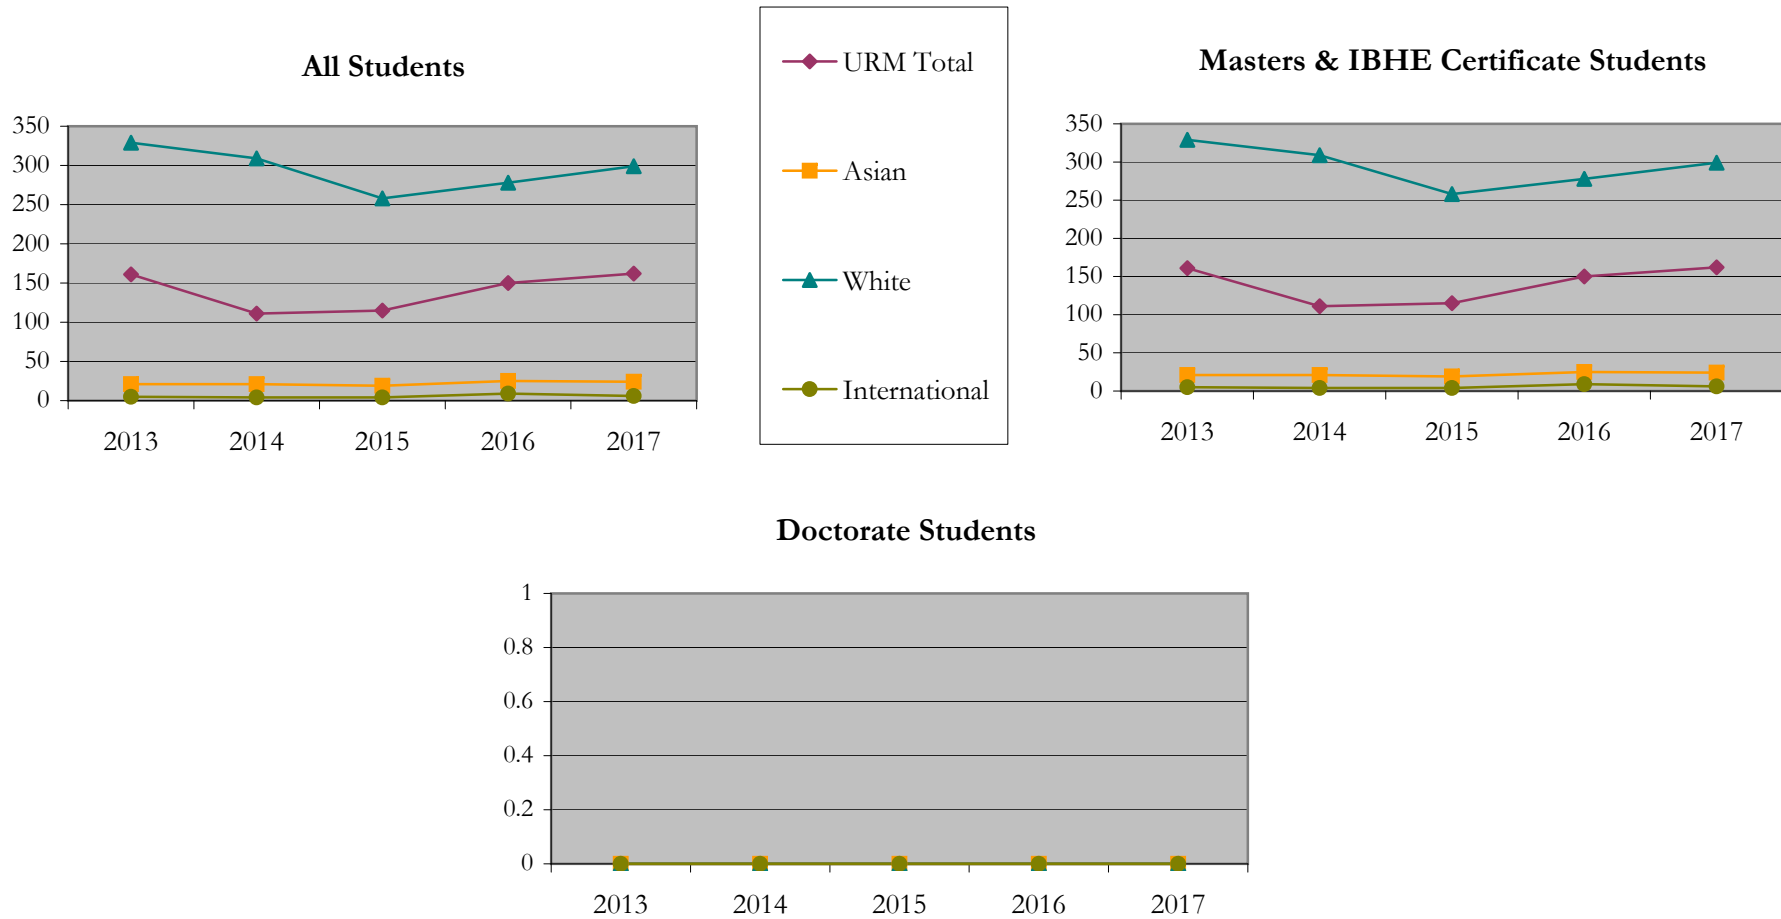 All Students
350
300
250
200
150
100
50
0
2013 2014 2015 2016 2017
URM Total
Asian
White
International
Masters & IBHE Certificate Students
350
300
250
200
150
100
50
0
2013 2014 2015 2016 2017
Doctorate Students
1
0.8
0.6
0.4
0.2
0
2013 2014 2015 2016 2017